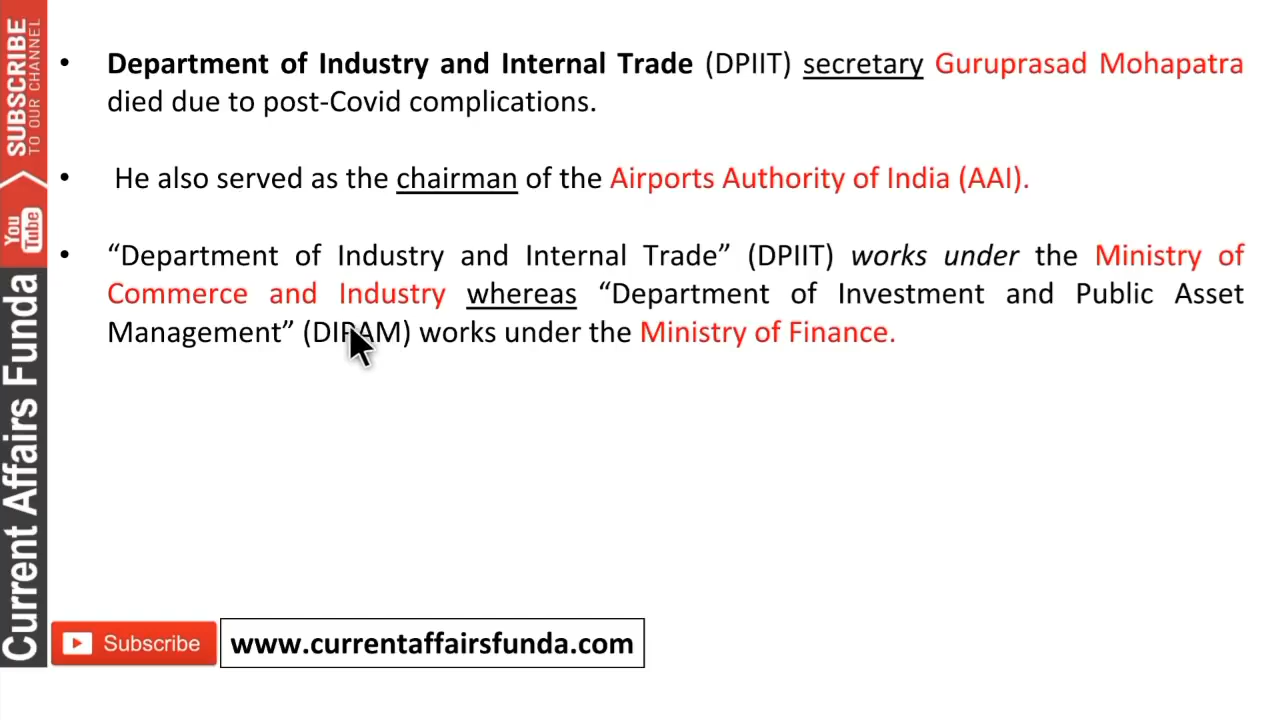 SUBSCRIBE
TO OUR CHANNEL
You
Tube
Current Affairs Funda
• Department of Industry and Internal Trade (DPIIT) secretary Guruprasad Mohapatra
died due to post-Covid complications.
• He also served as the chairman of the Airports Authority of India (AAI).
• “Department of Industry and Internal Trade” (DPIIT) works under the Ministry of
Commerce and Industry whereas “Department of Investment and Public Asset
Management” (DIPAM) works under the Ministry of Finance.
Subscribe
www.currentaffairsfunda.com